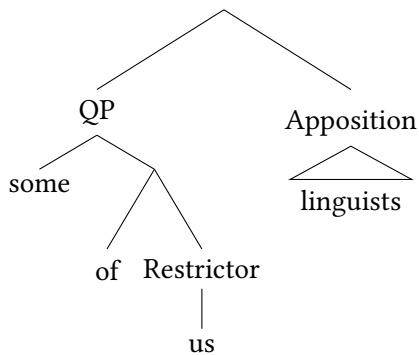 QP
Apposition
some
linguists
of Restrictor
us